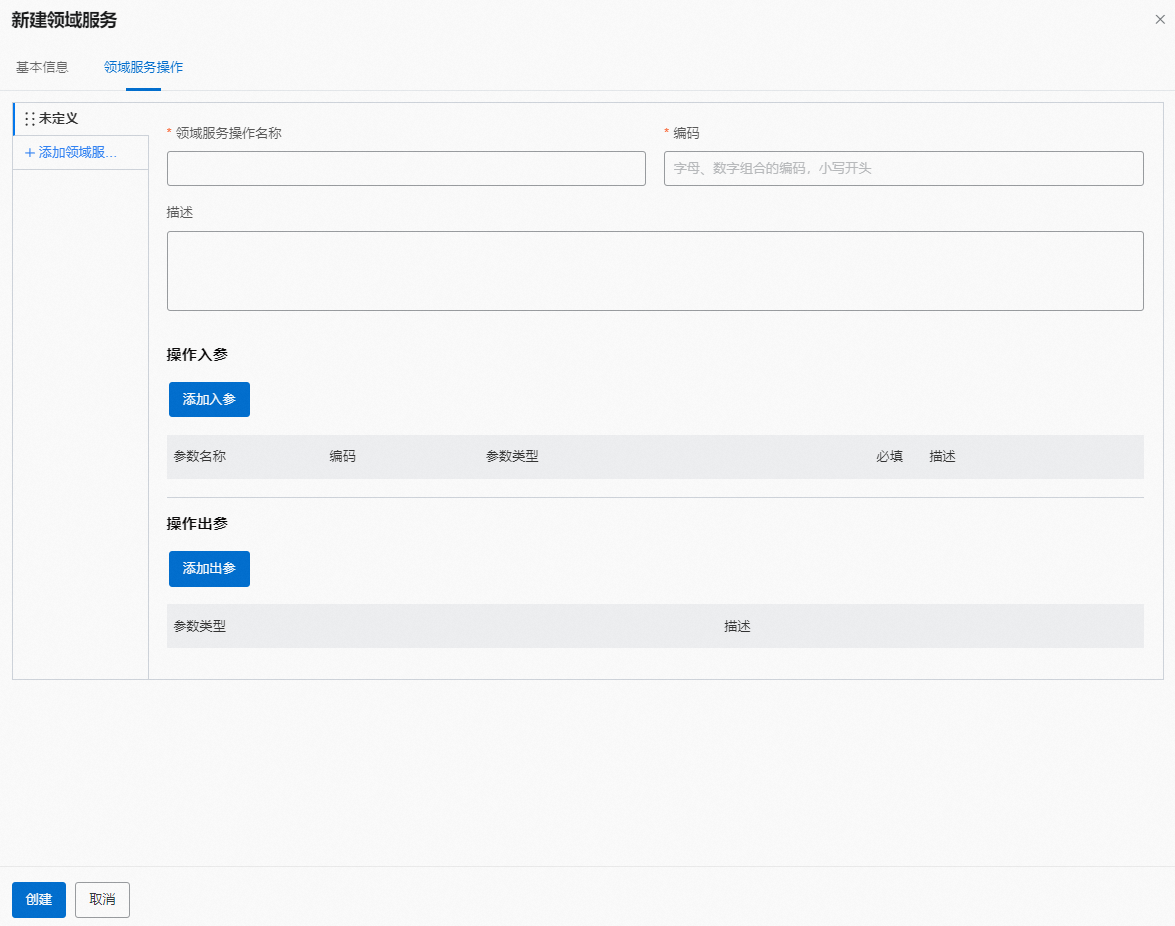 新建领域服务
基本信息 领域服务操作
未定义
+ 添加领域服...
* 领域服务操作名称 * 编码
字母、数字组合的编码，小写开头
描述
操作入参
添加入参
参数名称 编码 参数类型 必填 描述
操作出参
添加出参
参数类型 描述
创建 取消